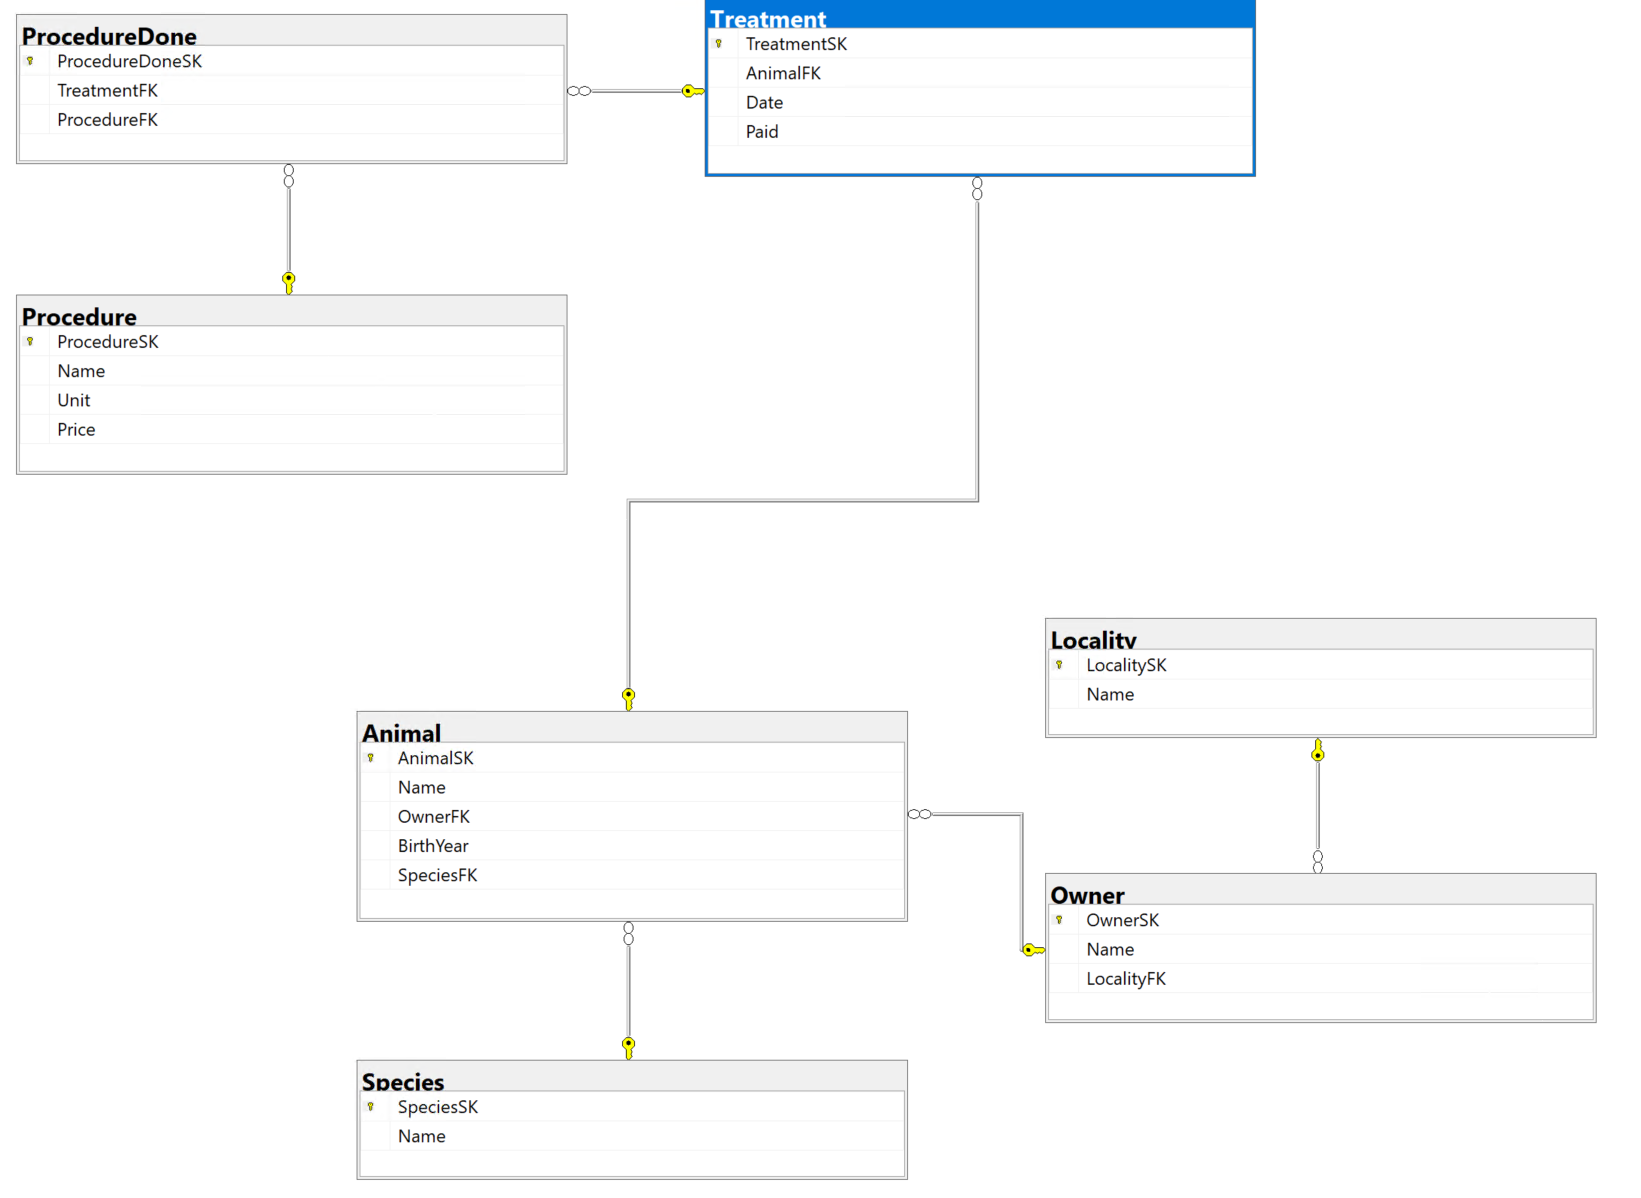 ProcedureDone
ProcedureDoneSK
TreatmentFK
ProcedureFK
Treatment
TreatmentSK
AnimalFK
Date
Paid
Procedure
ProcedureSK
Name
Unit
Price
Locality
LocalitySK
Name
Animal
AnimalSK
Name
OwnerFK
BirthYear
SpeciesFK
Owner
OwnerSK
Name
LocalityFK
Species
SpeciesSK
Name